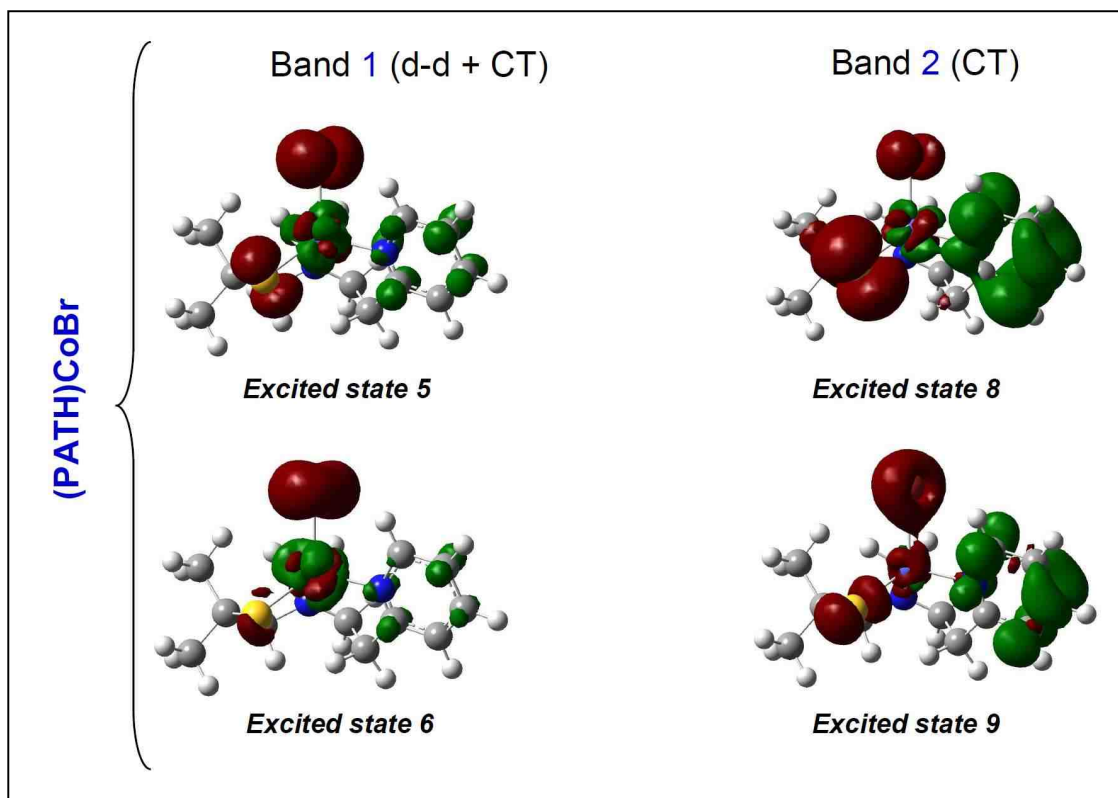 Band 1 (d-d + CT)
Band 2 (CT)
(PATH)CoBr
Excited state 5
Excited state 8
Excited state 6
Excited state 9